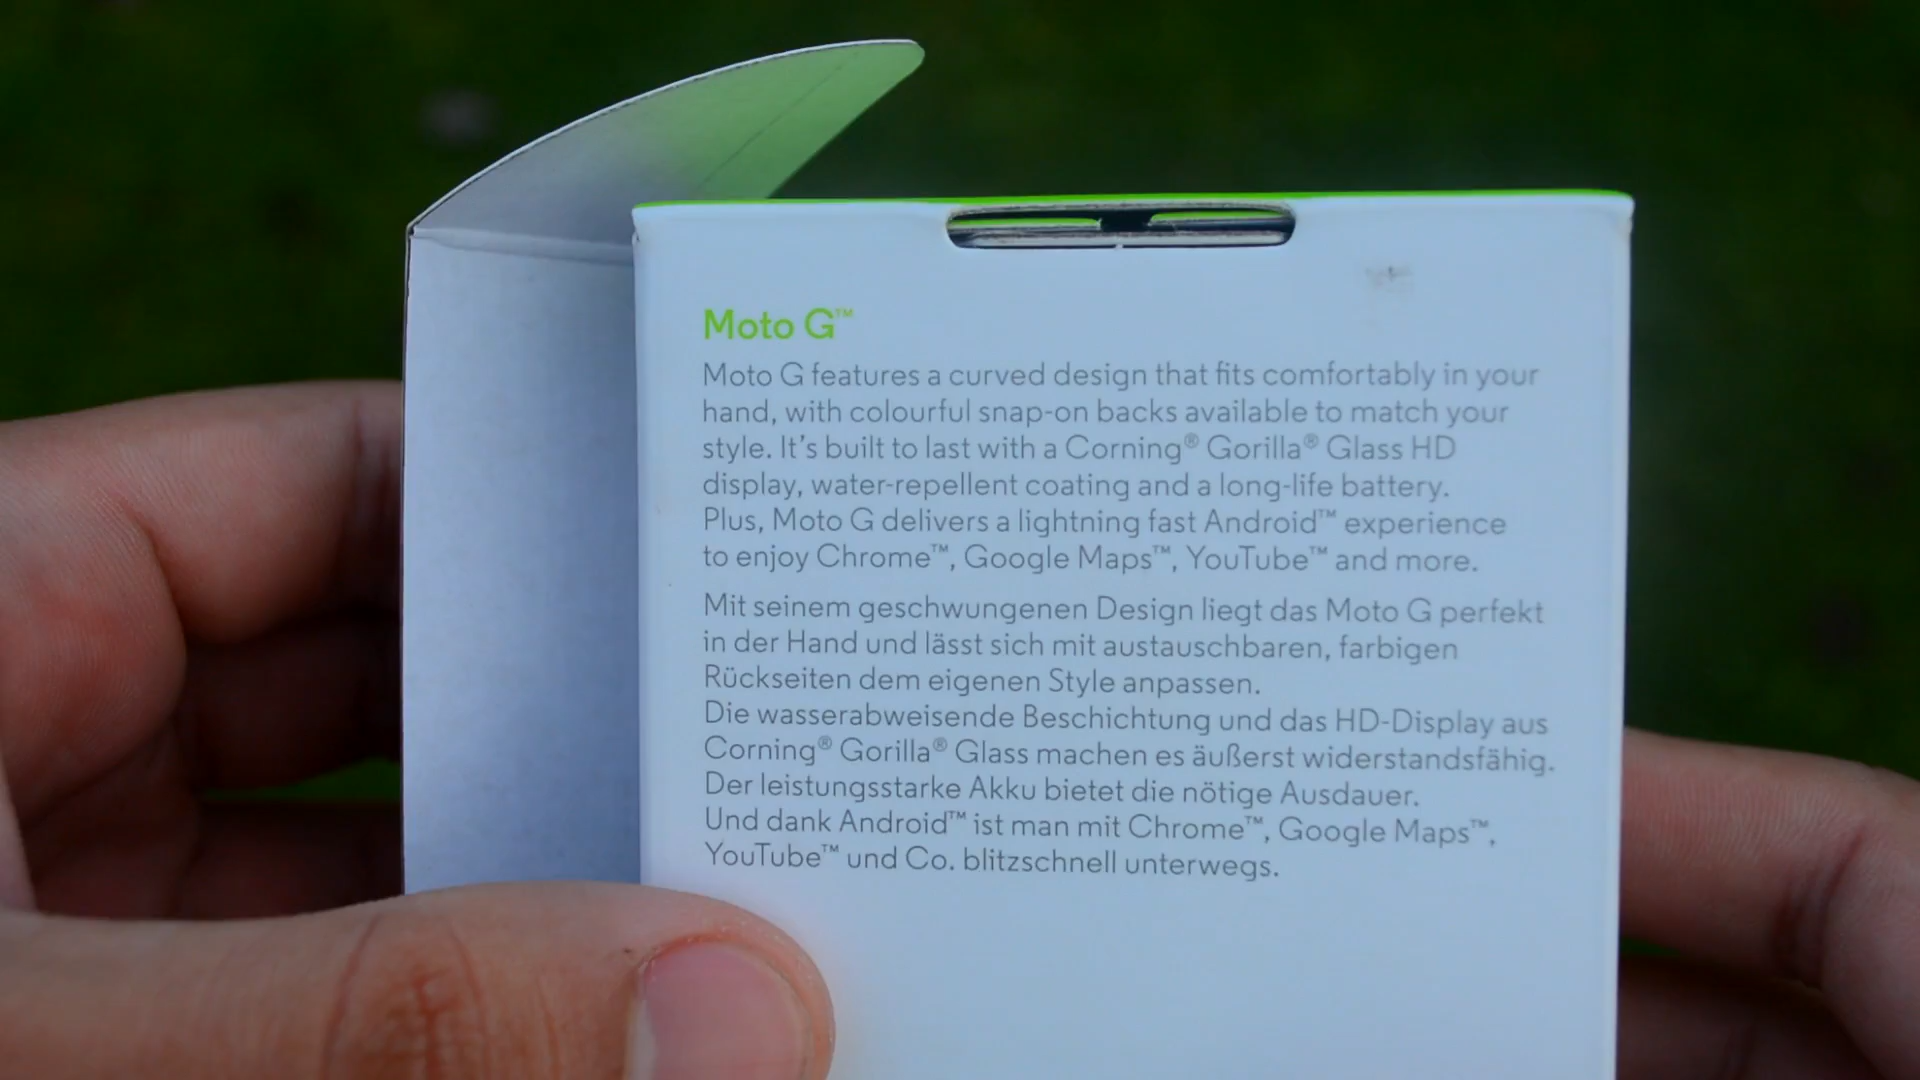 Moto G™
Moto G features a curved design that fits comfortably in your
hand, with colourful snap-on backs available to match your
style. It's built to last with a Corning® Gorilla® Glass HD
display, water-repellent coating and a long-life battery.
Plus, Moto G delivers a lightning fast Android™ experience
to enjoy Chrome™, Google Maps™, YouTube™ and more.
Mit seinem geschwungenen Design liegt das Moto G perfekt
in der Hand und lässt sich mit austauschbaren, farbigen
Rückseiten dem eigenen Style anpassen.
Die wasserabweisende Beschichtung und das HD-Display aus
Corning® Gorilla® Glass machen es äußerst widerstandsfähig.
Der leistungsstarke Akku bietet die nötige Ausdauer.
Und dank Android™ ist man mit Chrome™, Google Maps™,
YouTube™ und Co. blitzschnell unterwegs.